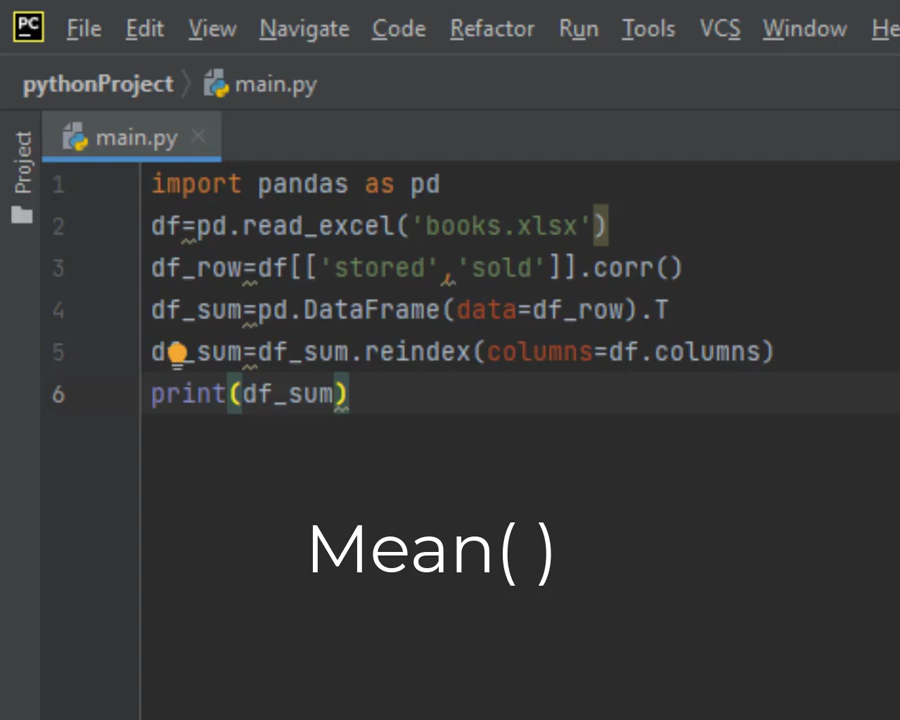 PC File Edit View Navigate Code Refactor Run Tools VCS Window He
pythonProject main.py
main.py
Project
1 import pandas as pd
2 df=pd.read_excel('books.xlsx')
3 df_row=df[['stored','sold']].corr()
4 df_sum=pd.DataFrame(data=df_row).T
5 d_sum=df_sum.reindex(columns=df.columns)
6 print(df_sum)
Mean( )